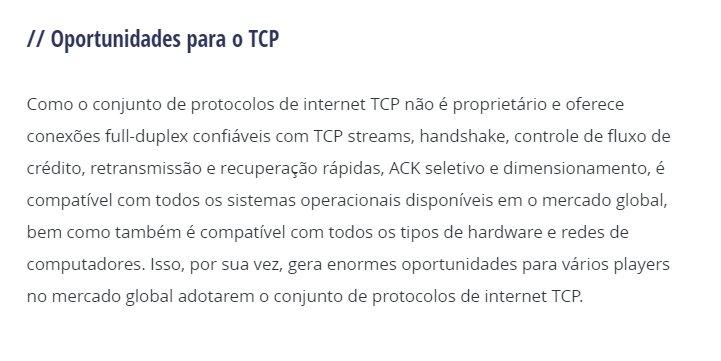 // Oportunidades para o TCP
Como o conjunto de protocolos de internet TCP não é proprietário e oferece
conexões full-duplex confiáveis com TCP streams, handshake, controle de fluxo de
crédito, retransmissão e recuperação rápidas, ACK seletivo e dimensionamento, é
compatível com todos os sistemas operacionais disponíveis em o mercado global,
bem como também é compatível com todos os tipos de hardware e redes de
computadores. Isso, por sua vez, gera enormes oportunidades para vários players
no mercado global adotarem o conjunto de protocolos de internet TCP.